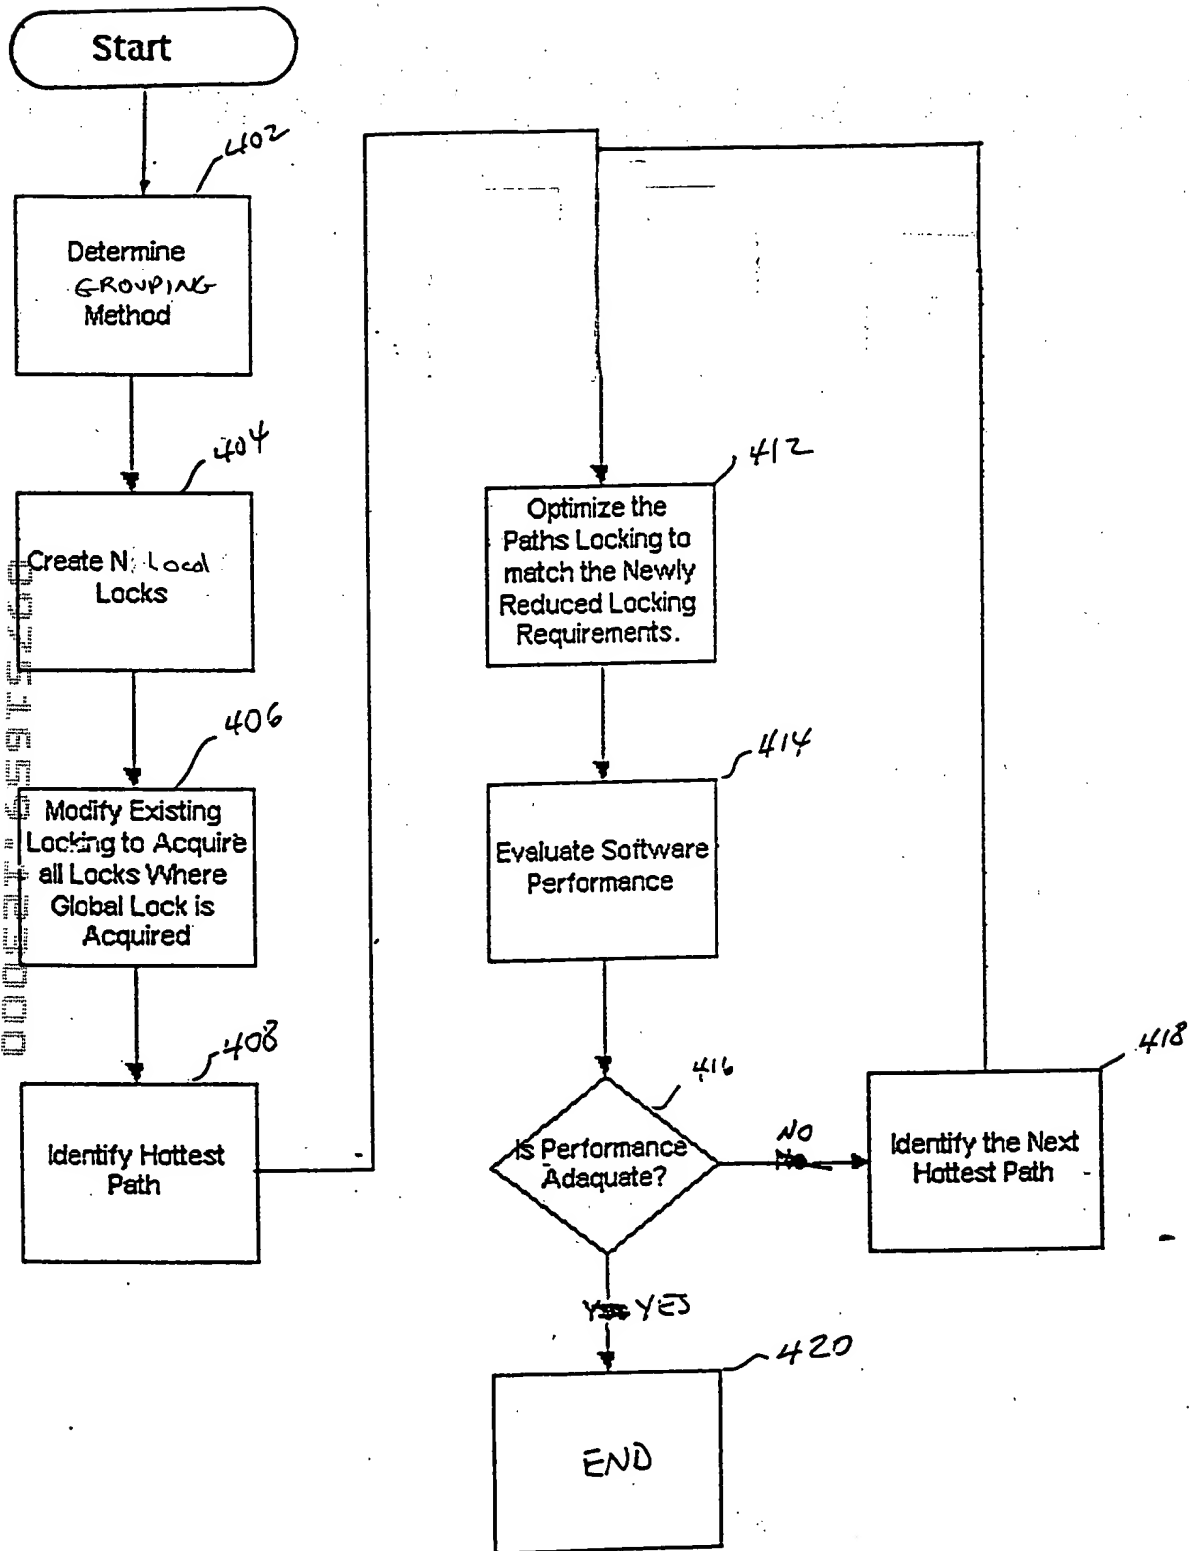 Start
402
Determine
GROUPING
Method
404
Create N Local
Locks
406
Modify Existing
Locking to Acquire
all Locks Where
Global Lock is
Acquired
408
Identify Hottest
Path
412
Optimize the
Paths Locking to
match the Newly
Reduced Locking
Requirements.
414
Evaluate Software
Performance
416
Is Performance
Adaquate?
NO
418
Identify the Next
Hottest Path
YES
420
END